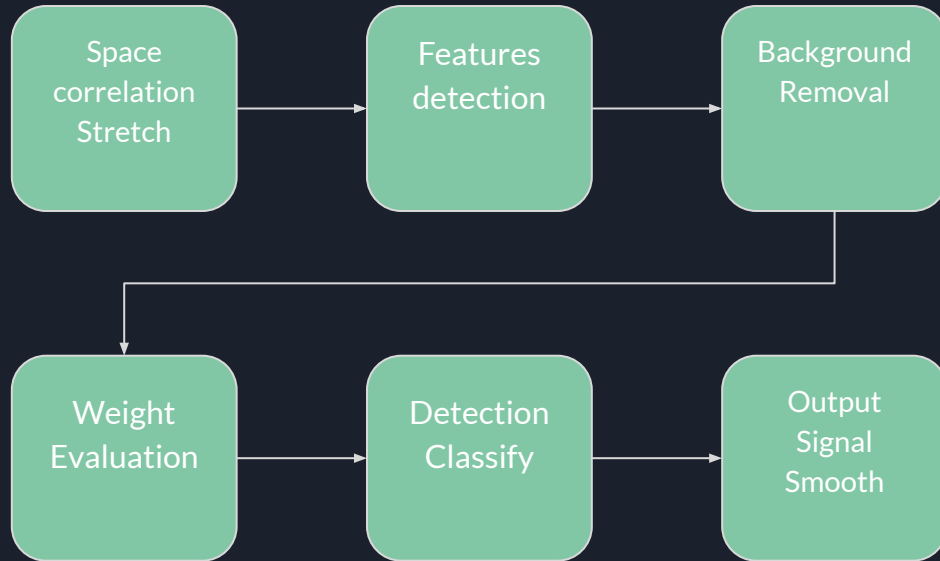 Space
correlation
Stretch
Features
detection
Background
Removal
Weight
Evaluation
Detection
Classify
Output
Signal
Smooth